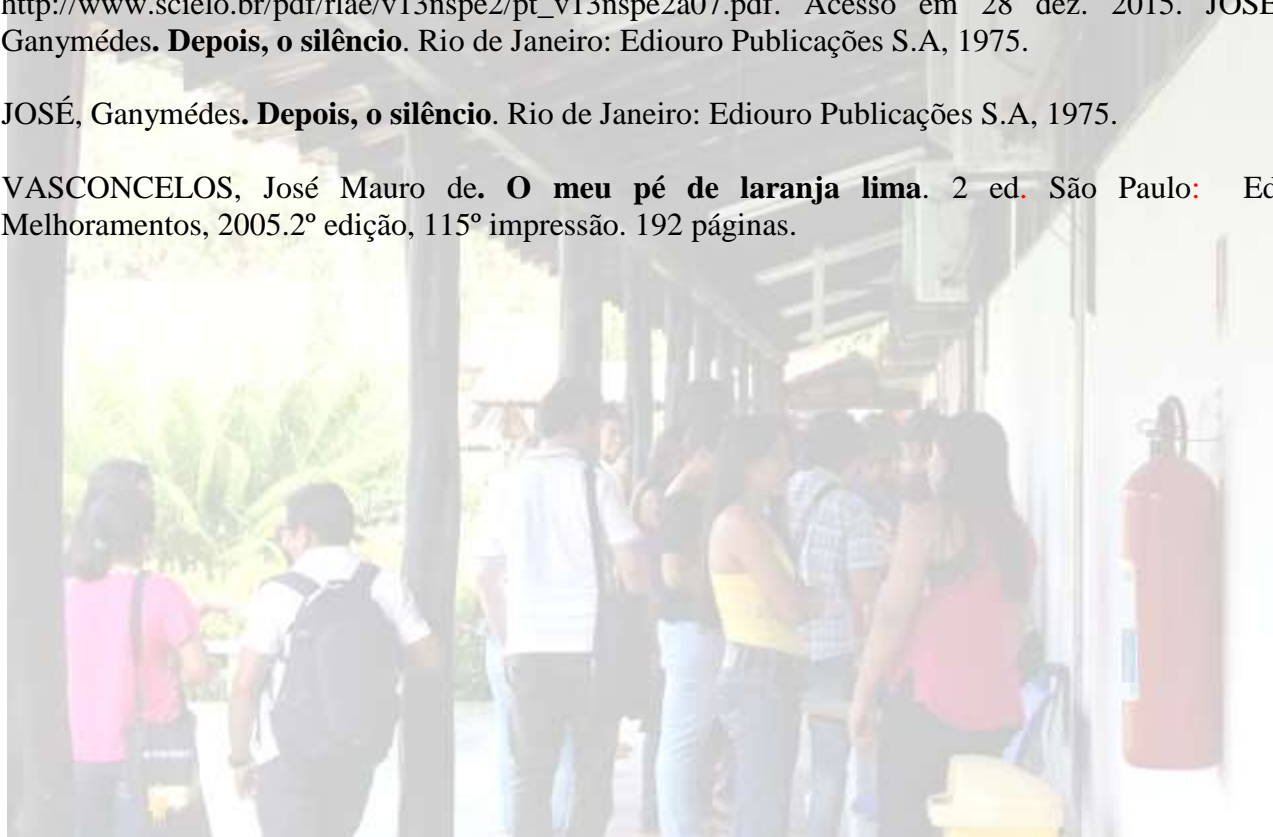 http://www.scielo.br/pdf/rlae/v13nspe2/pt_v13nspe2a07.pdf. Acesso em 28 dez. 2015. JOSÉ
Ganymédes. Depois, o silêncio. Rio de Janeiro: Ediouro Publicações S.A, 1975.
JOSÉ, Ganymédes. Depois, o silêncio. Rio de Janeiro: Ediouro Publicações S.A, 1975.
VASCONCELOS, José Mauro de. O meu pé de laranja lima. 2 ed. São Paulo: Ed
Melhoramentos, 2005.2º edição, 115º impressão. 192 páginas.